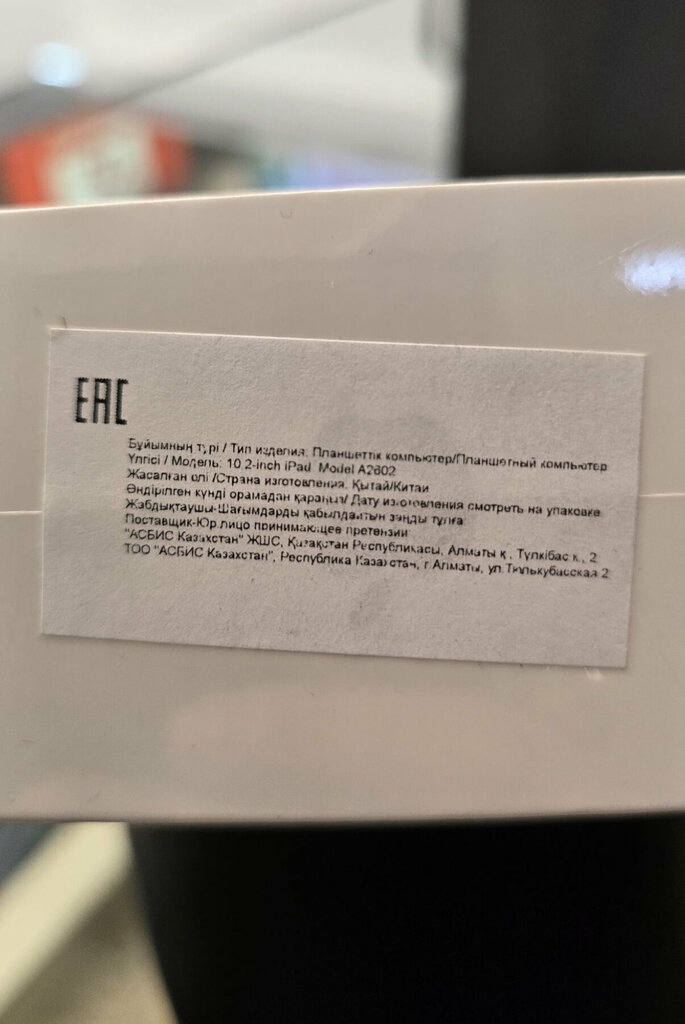 EAC
Бұйымның түрі / Тип изделия: Планшеттік компьютер/Планшетный компьютер
Үлгісі / Модель: 10.2-inch iPad Model A2602
Жасалған елі /Страна изготовления: Қытай/Китай
Өндірілген күнді орамадан қараңыз/ Дату изготовления смотреть на упаковке
Жабдықтаушы-Шағымдарды қабылдайтын заңды тұлға
Поставщик-Юр.лицо принимающее претензии:
"АСБИС Казахстан" ЖШС, Қазақстан Республикасы, Алматы қ., Түлкібас к., 2
ТОО "АСБИС Казахстан", Республика Казахстан, г.Алматы, ул.Тюлькубасская 2